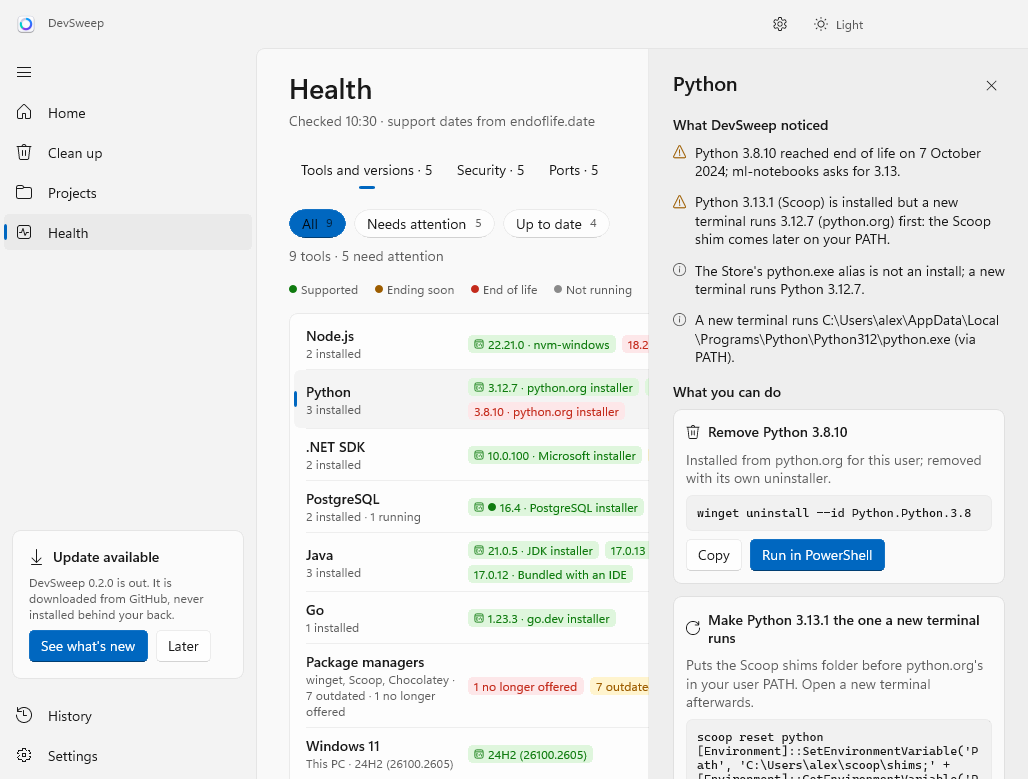 DevSweep
Light
Home
Clean up
Projects
Health
Update available
DevSweep 0.2.0 is out. It is
downloaded from GitHub, never
installed behind your back.
See what's new
Later
History
Settings
Health
Checked 10:30 · support dates from endoflife.date
Tools and versions · 5
Security · 5
Ports · 5
All 9
Needs attention 5
Up to date 4
9 tools · 5 need attention
Supported
Ending soon
End of life
Not running
Node.js
2 installed
22.21.0 · nvm-windows
18.2
Python
3 installed
3.12.7 · python.org installer
3.8.10 · python.org installer
.NET SDK
2 installed
10.0.100 · Microsoft installer
PostgreSQL
2 installed · 1 running
16.4 · PostgreSQL installer
Java
3 installed
21.0.5 · JDK installer
17.0.13
17.0.12 · Bundled with an IDE
Go
1 installed
1.23.3 · go.dev installer
Package managers
winget, Scoop, Chocolatey ·
7 outdated · 1 no longer
offered
1 no longer offered
7 outdate
Windows 11
This PC · 24H2 (26100.2605)
24H2 (26100.2605)
Python
What DevSweep noticed
Python 3.8.10 reached end of life on 7 October
2024; ml-notebooks asks for 3.13.
Python 3.13.1 (Scoop) is installed but a new
terminal runs 3.12.7 (python.org) first: the Scoop
shim comes later on your PATH.
The Store's python.exe alias is not an install; a new
terminal runs Python 3.12.7.
A new terminal runs C:\Users\alex\AppData\Local
\Programs\Python\Python312\python.exe (via
PATH).
What you can do
Remove Python 3.8.10
Installed from python.org for this user; removed
with its own uninstaller.
winget uninstall --id Python.Python.3.8
Copy
Run in PowerShell
Make Python 3.13.1 the one a new terminal
runs
Puts the Scoop shims folder before python.org's
in your user PATH. Open a new terminal
afterwards.
scoop reset python
[Environment]::SetEnvironmentVariable('P
ath', 'C:\Users\alex\scoop\shims;' +
[Environment]::GetEnvironmentVariable('P